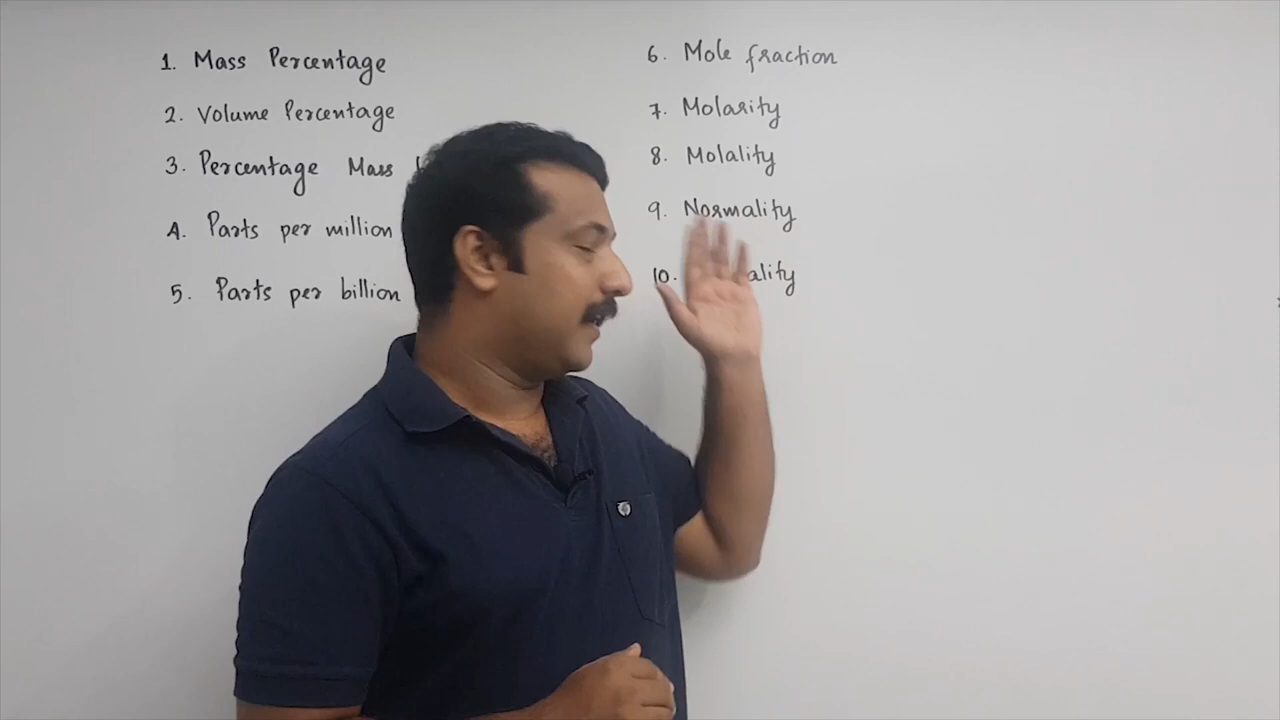 1. Mass Percentage
2. Volume Percentage
3. Percentage Mass
4. Parts per million
5. Parts per billion
6. Mole fraction
7. Molarity
8. Molality
9. Normality
10.